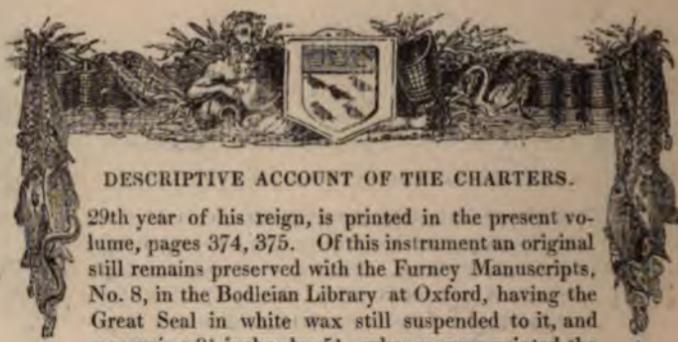 DESCRIPTIVE ACCOUNT OF THE CHARTERS.
29th year of his reign, is printed in the present vo-
lume, pages 374, 375. Of this instrument an original
still remains preserved with the Furney Manuscripts,
No. 8, in the Bodleian Library at Oxford, having the
Great Seal in white wax still suspended to it, and